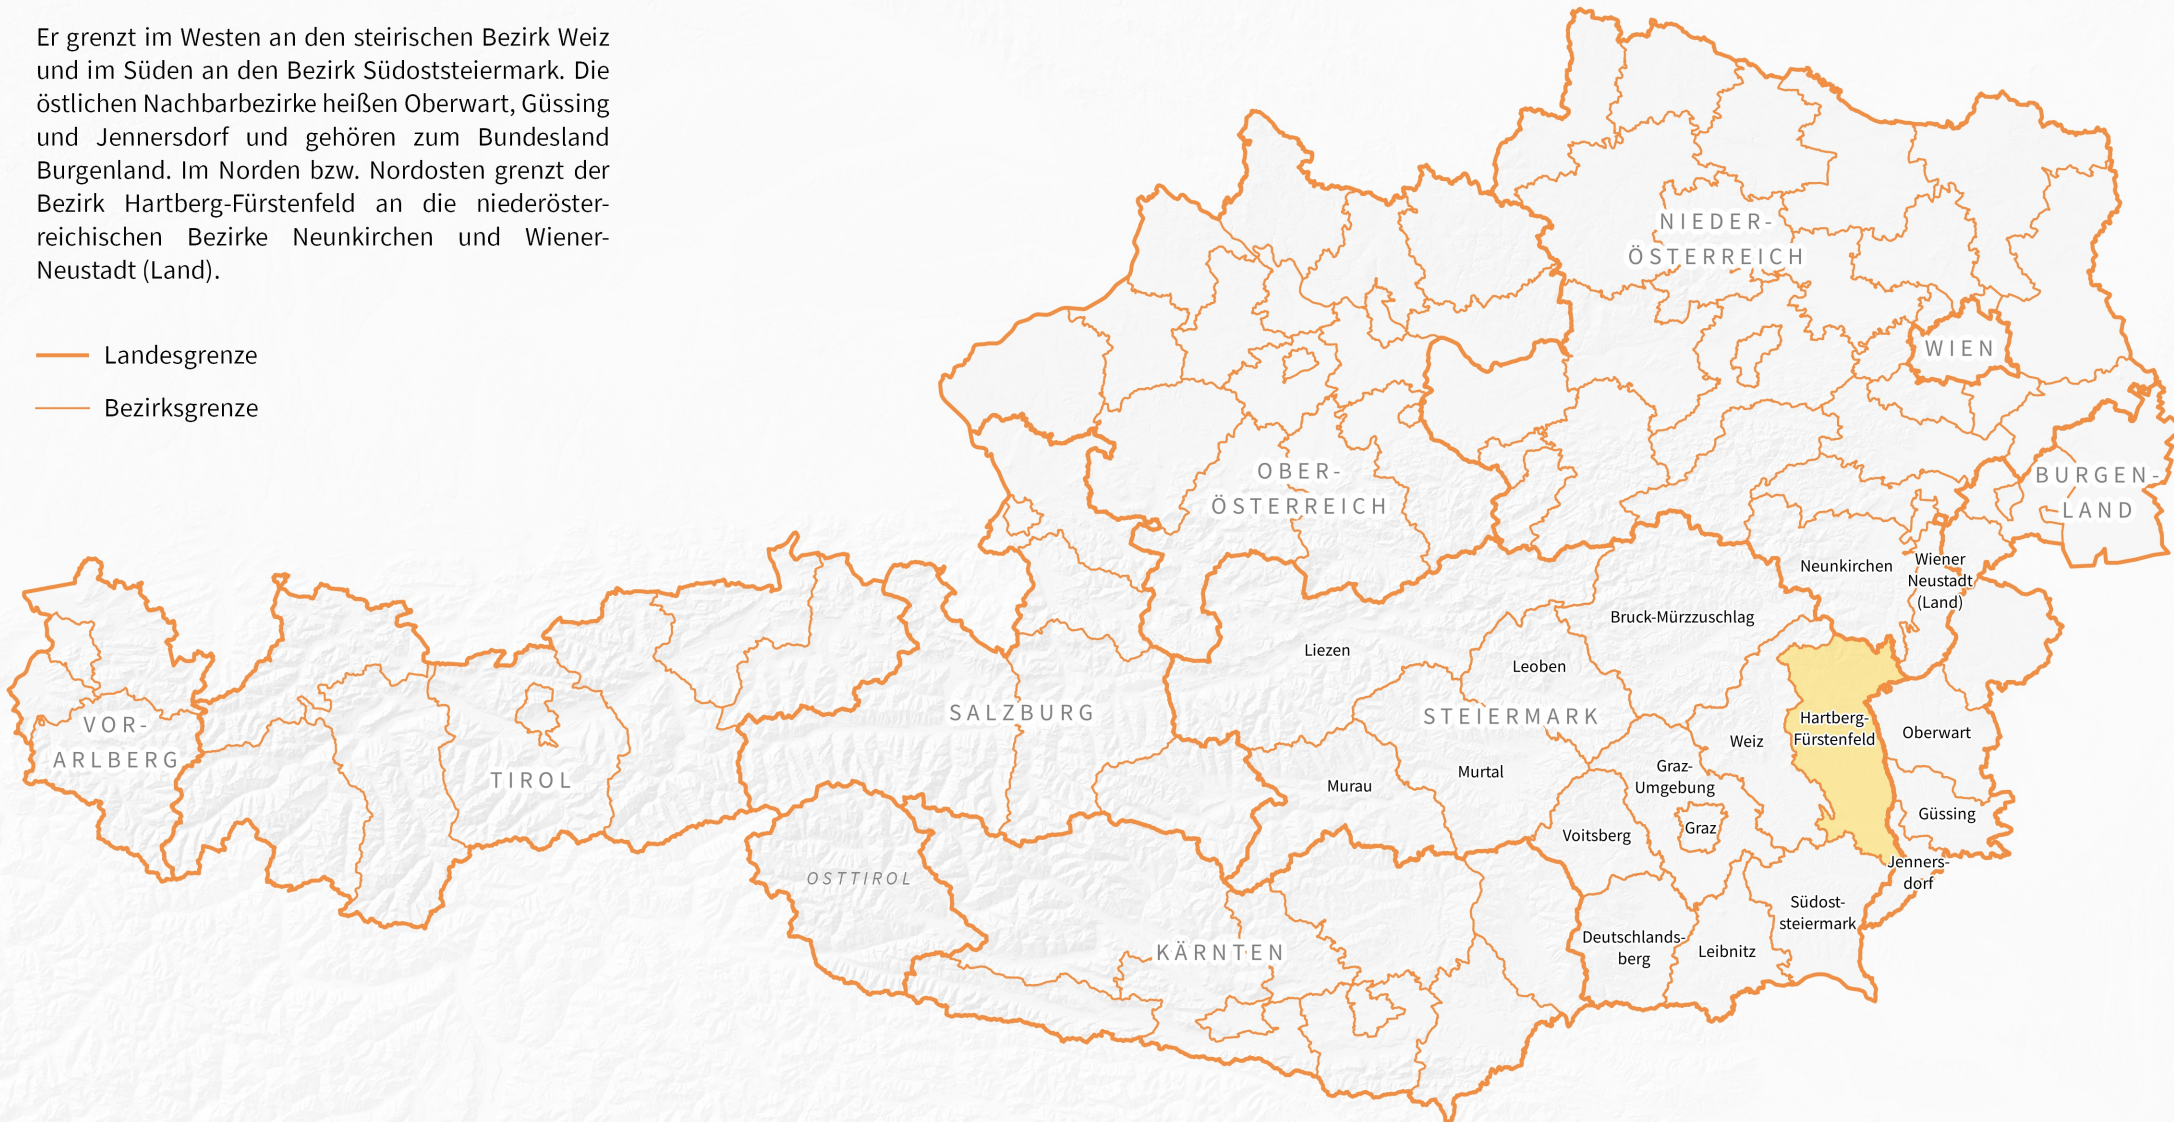 Er grenzt im Westen an den steirischen Bezirk Weiz
und im Süden an den Bezirk Südoststeiermark. Die
östlichen Nachbarbezirke heißen Oberwart, Güssing
und Jennersdorf und gehören zum Bundesland
Burgenland. Im Norden bzw. Nordosten grenzt der
Bezirk Hartberg-Fürstenfeld an die niederöster-
reichischen Bezirke Neunkirchen und Wiener-
Neustadt (Land).
Landesgrenze
Bezirksgrenze
NIEDER-
ÖSTERREICH
WIEN
OBER-
ÖSTERREICH
BURGEN-
LAND
Neunkirchen
Wiener
Neustadt
(Land)
Bruck-Mürzzuschlag
Liezen
Leoben
VOR-
ARLBERG
TIROL
SALZBURG
STEIERMARK
Hartberg-
Fürstenfeld
Oberwart
Weiz
Murau
Murtal
Graz-
Umgebung
Graz
Voitsberg
Güssing
OSTTIROL
Jenners-
dorf
KÄRNTEN
Deutschlands-
berg
Leibnitz
Südost-
steiermark